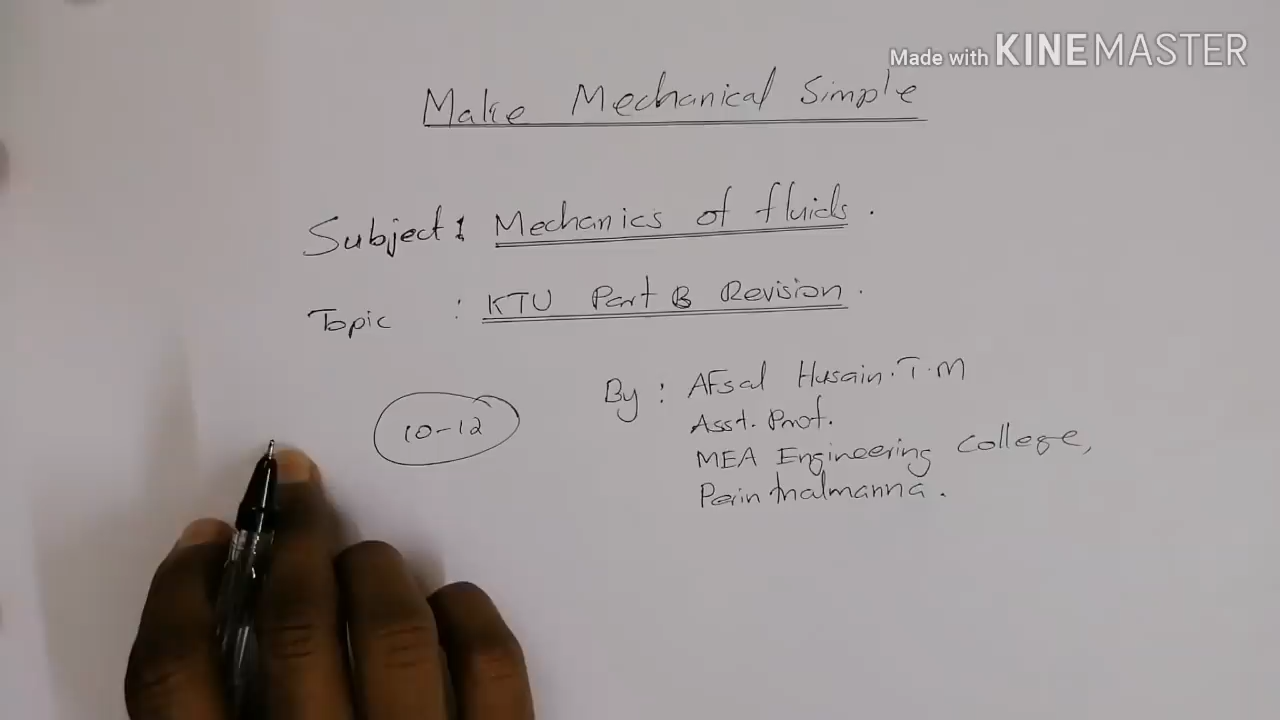 Made with KINEMASTER
Make Mechanical Simple
Subject : Mechanics of fluids.
Topic : KTU Part B Revision.
10-12
By : AFsal Husain.T.M
Asst. Prof.
MEA Engineering College,
Perinthalmanna.